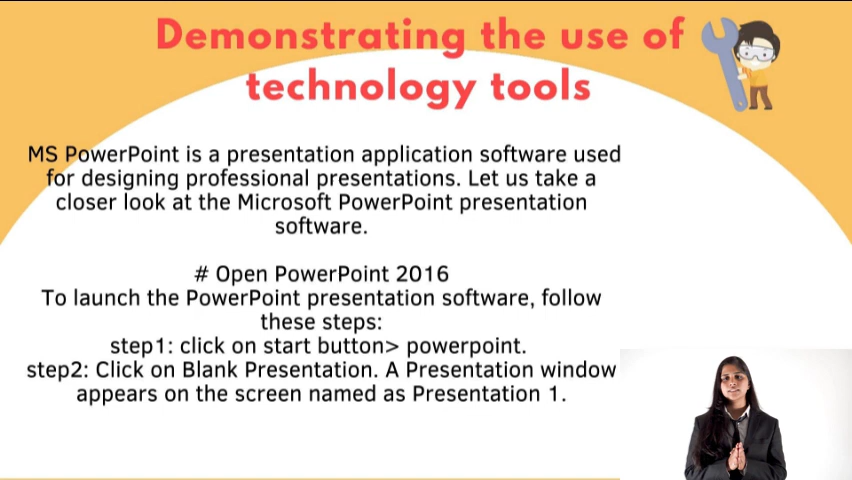 Demonstrating the use of
technology tools
MS PowerPoint is a presentation application software used
for designing professional presentations. Let us take a
closer look at the Microsoft PowerPoint presentation
software.
# Open PowerPoint 2016
To launch the PowerPoint presentation software, follow
these steps:
step1: click on start button> powerpoint.
step2: Click on Blank Presentation. A Presentation window
appears on the screen named as Presentation 1.